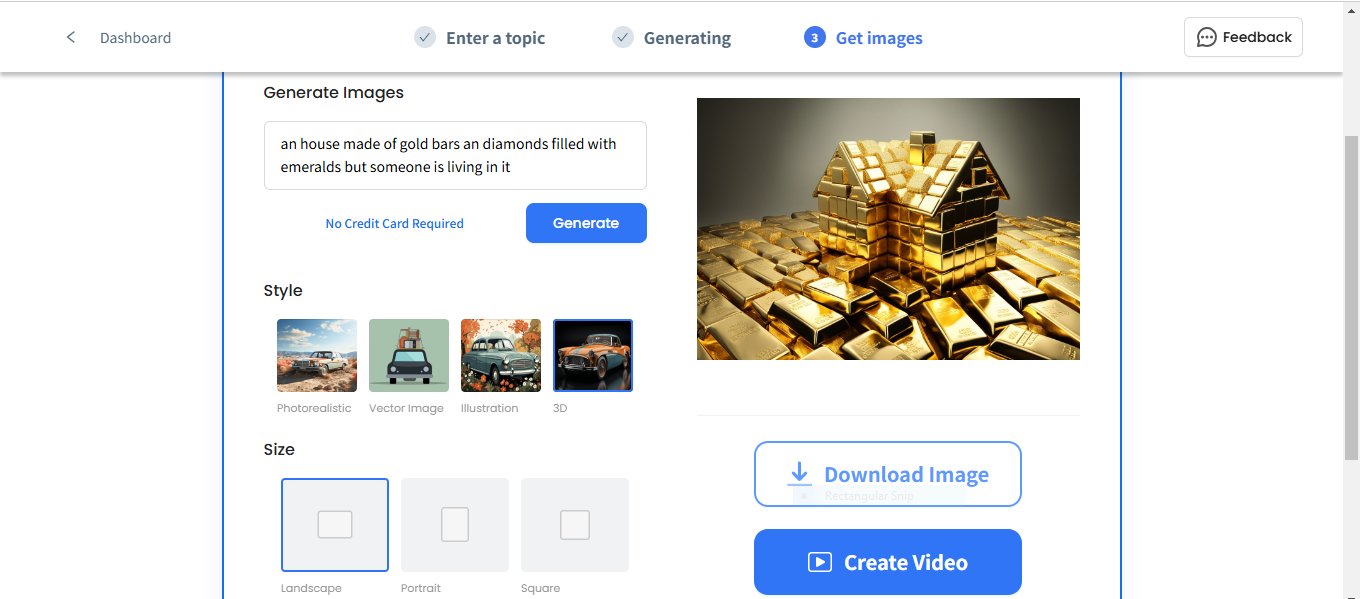 Dashboard
Enter a topic
Generating
3 Get images
Feedback
Generate Images
an house made of gold bars an diamonds filled with
emeralds but someone is living in it
No Credit Card Required
Generate
Style
Photorealistic
Vector Image
Illustration
3D
Size
Landscape
Portrait
Square
Download Image
Rectangular Snip
Create Video